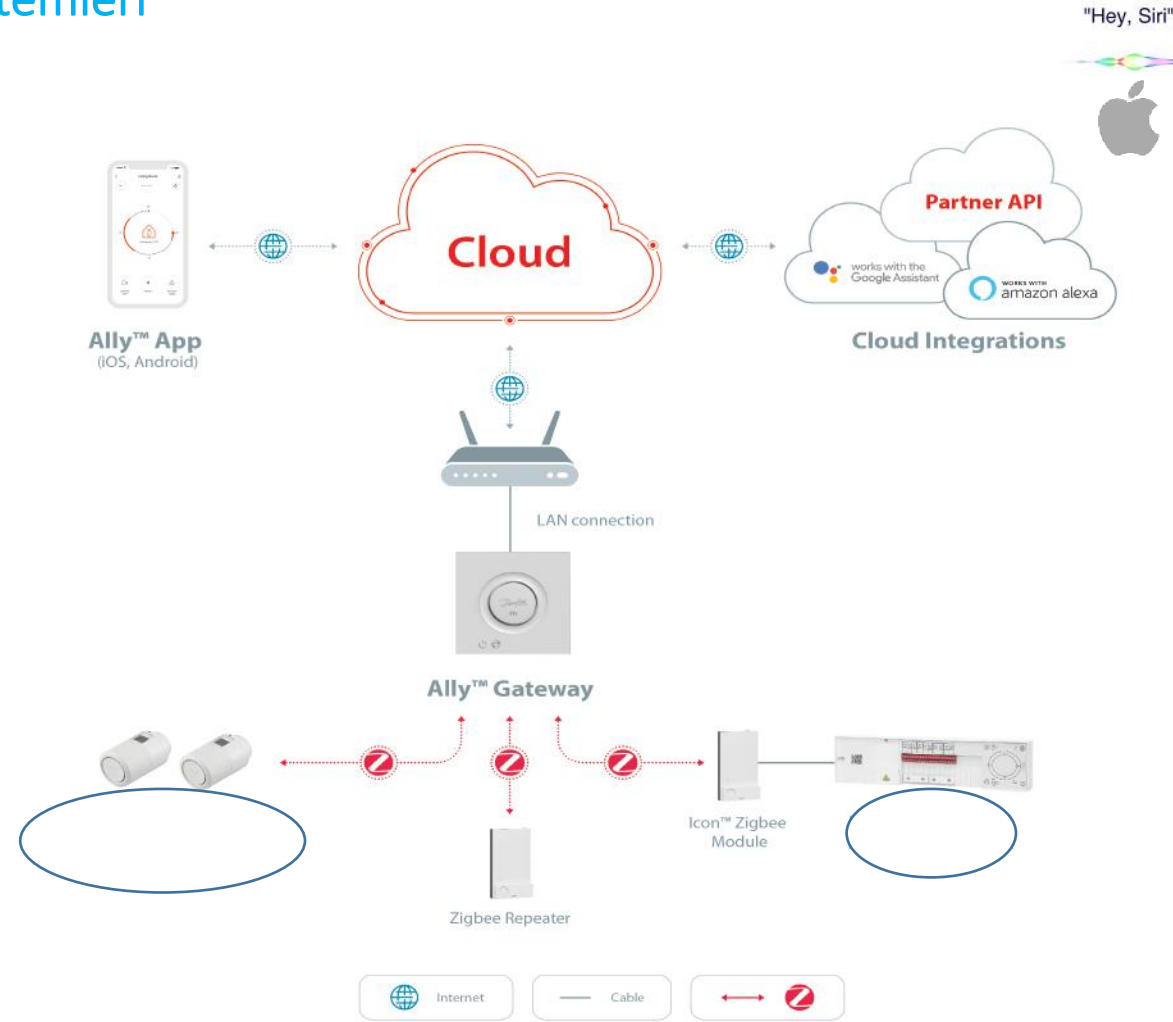 "Hey, Siri"
Cloud
Partner API
works with the
Google Assistant
WORKS WITH
amazon alexa
Ally™ App
(iOS, Android)
Cloud Integrations
LAN connection
Danfoss
Ally™ Gateway
Icon™ Zigbee
Module
Zigbee Repeater
Internet
Cable